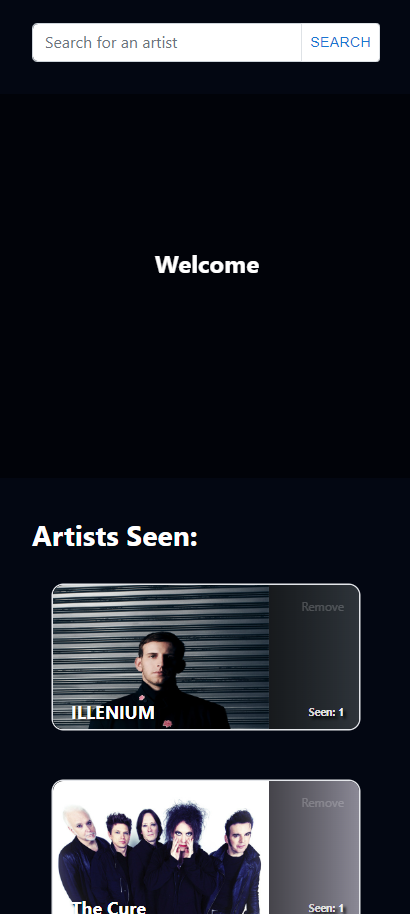 Search for an artist
SEARCH
Welcome
Artists Seen:
Remove
ILLENIUM
Seen: 1
Remove
The Cure
Seen: 1